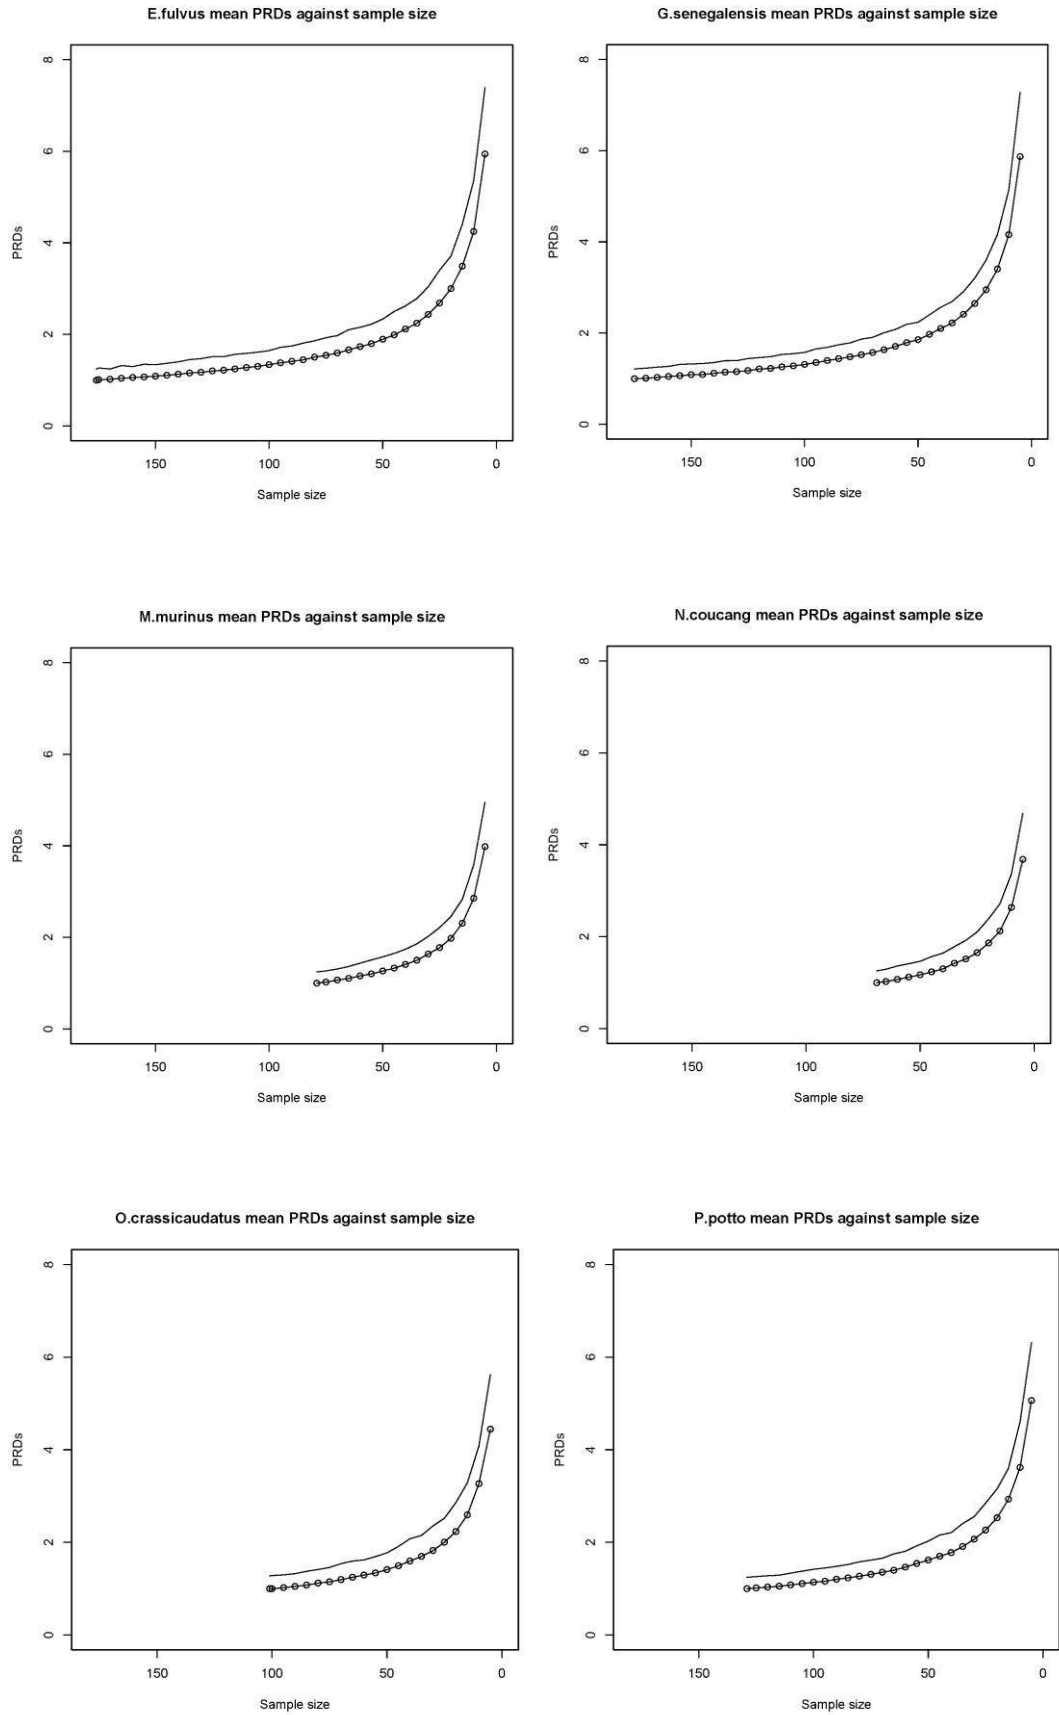 E.fulvus mean PRDs against sample size
8
6
4
2
0
PRDs
150 100 50 0
Sample size
G.senegalensis mean PRDs against sample size
8
6
4
2
0
PRDs
150 100 50 0
Sample size
M.murinus mean PRDs against sample size
8
6
4
2
0
PRDs
150 100 50 0
Sample size
N.coucang mean PRDs against sample size
8
6
4
2
0
PRDs
150 100 50 0
Sample size
O.crassicaudatus mean PRDs against sample size
8
6
4
2
0
PRDs
150 100 50 0
Sample size
P.potto mean PRDs against sample size
8
6
4
2
0
PRDs
150 100 50 0
Sample size